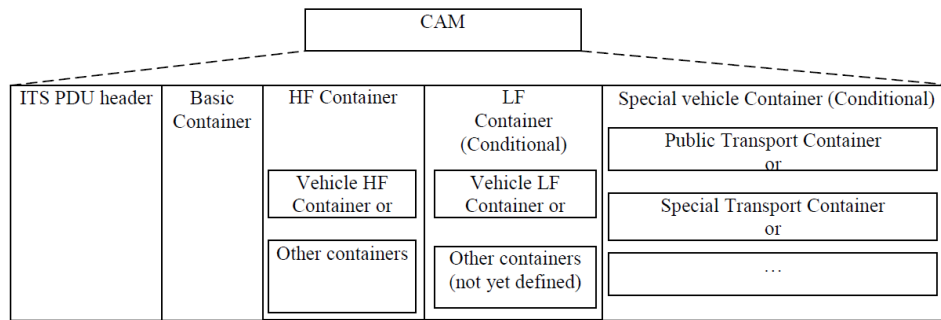 CAM
ITS PDU header
Basic
Container
HF Container
Vehicle HF
Container or
Other containers
LF
Container
(Conditional)
Vehicle LF
Container or
Other containers
(not yet defined)
Special vehicle Container (Conditional)
Public Transport Container
or
Special Transport Container
or
…